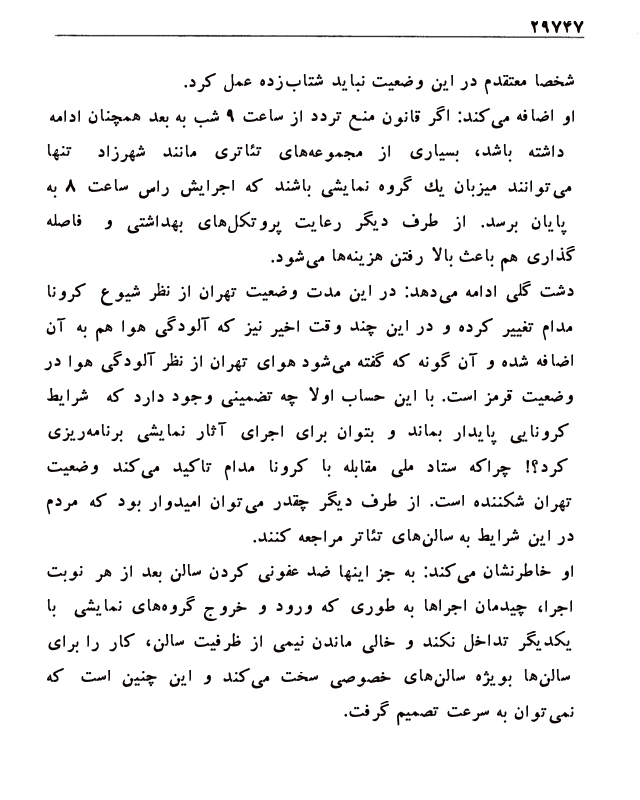 ۲۹۷۴۷
شخصا معتقدم در این وضعیت نباید شتاب‌زده عمل کرد.
او اضافه می‌کند: اگر قانون منع تردد از ساعت ۹ شب به بعد همچنان ادامه
داشته باشد، بسیاری از مجموعه‌های تئاتری مانند شهرزاد تنها
می‌توانند میزبان یك گروه نمایشی باشند که اجرایش راس ساعت ۸ به
پایان برسد. از طرف دیگر رعایت پروتکل‌های بهداشتی و فاصله
گذاری هم باعث بالا رفتن هزینه‌ها می‌شود.
دشت گلی ادامه می‌دهد: در این مدت وضعیت تهران از نظر شیوع کرونا
مدام تغییر کرده و در این چند وقت اخیر نیز که آلودگی هوا هم به آن
اضافه شده و آن گونه که گفته می‌شود هوای تهران از نظر آلودگی هوا در
وضعیت قرمز است. با این حساب اولا چه تضمینی وجود دارد که شرایط
کرونایی پایدار بماند و بتوان برای اجرای آثار نمایشی برنامه‌ریزی
کرد؟! چراکه ستاد ملی مقابله با کرونا مدام تاکید می‌کند وضعیت
تهران شکننده است. از طرف دیگر چقدر می‌توان امیدوار بود که مردم
در این شرایط به سالن‌های تئاتر مراجعه کنند.
او خاطرنشان می‌کند: به جز اینها ضد عفونی کردن سالن بعد از هر نوبت
اجرا، چیدمان اجراها به طوری که ورود و خروج گروه‌های نمایشی با
یکدیگر تداخل نکند و خالی ماندن نیمی از ظرفیت سالن، کار را برای
سالن‌ها بویژه سالن‌های خصوصی سخت می‌کند و این چنین است که
نمی‌توان به سرعت تصمیم گرفت.